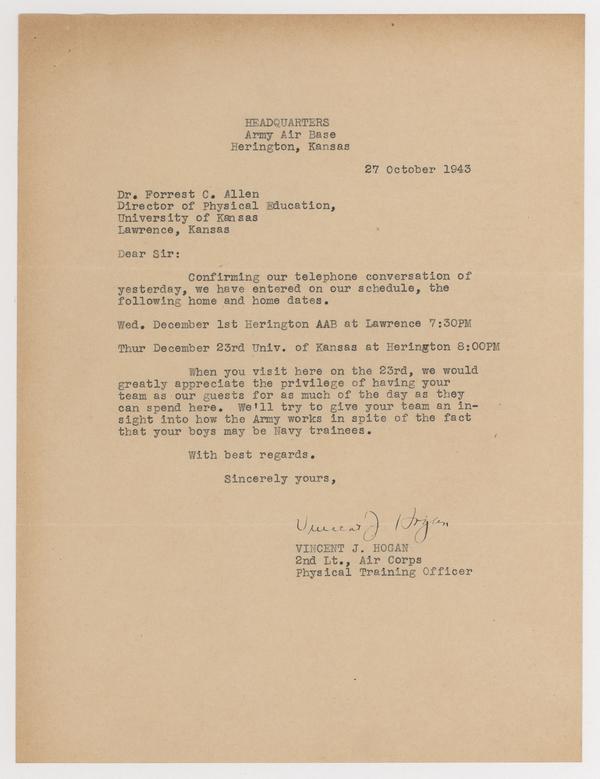 HEADQUARTERS
Army Air Base
Herington, Kansas
27 October 1943
Dr. Forrest C. Allen
Director of Physical Education,
University of Kansas
Lawrence, Kansas
Dear Sir:
Confirming our telephone conversation of
yesterday, we have entered on our schedule, the
following home and home dates.
Wed. December 1st Herington AAB at Lawrence 7:30PM
Thur December 23rd Univ. of Kansas at Herington 8:00PM
When you visit here on the 23rd, we would
greatly appreciate the privilege of having your
team as our guests for as much of the day as they
can spend here. We'll try to give your team an in-
sight into how the Army works in spite of the fact
that your boys may be Navy trainees.
With best regards.
Sincerely yours,
Vincent J Hogan
VINCENT J. HOGAN
2nd Lt., Air Corps
Physical Training Officer